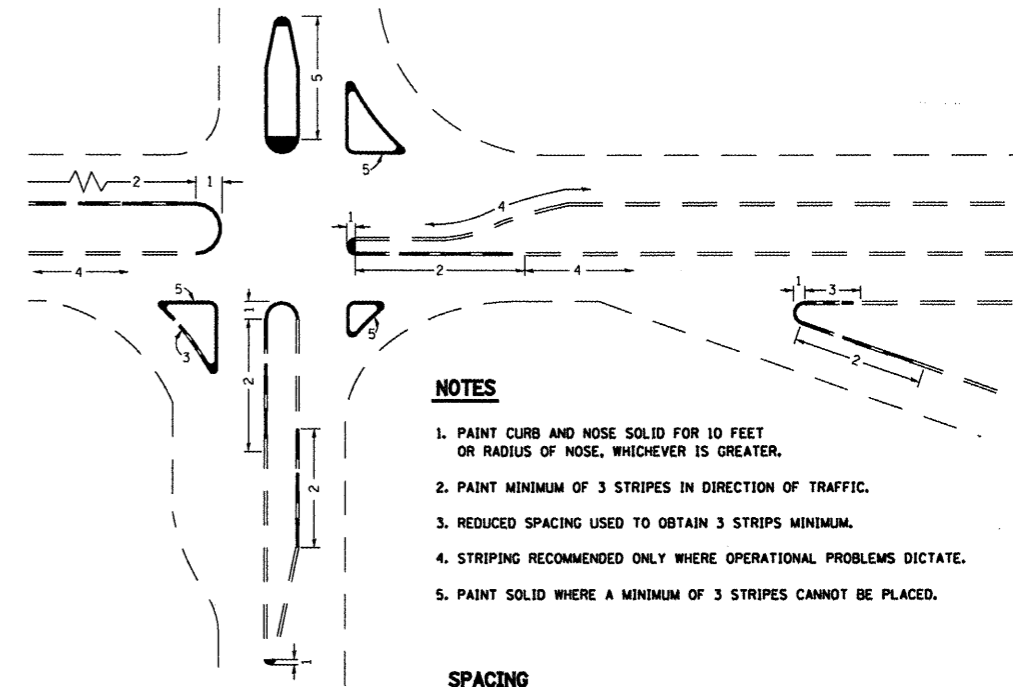 5
5
2
1
4
1
4
2
4
5
1
5
3
2
2
1
1
3
2
NOTES
1. PAINT CURB AND NOSE SOLID FOR 10 FEET
OR RADIUS OF NOSE, WHICHEVER IS GREATER.
2. PAINT MINIMUM OF 3 STRIPES IN DIRECTION OF TRAFFIC.
3. REDUCED SPACING USED TO OBTAIN 3 STRIPS MINIMUM.
4. STRIPING RECOMMENDED ONLY WHERE OPERATIONAL PROBLEMS DICTATE.
5. PAINT SOLID WHERE A MINIMUM OF 3 STRIPES CANNOT BE PLACED.
SPACING